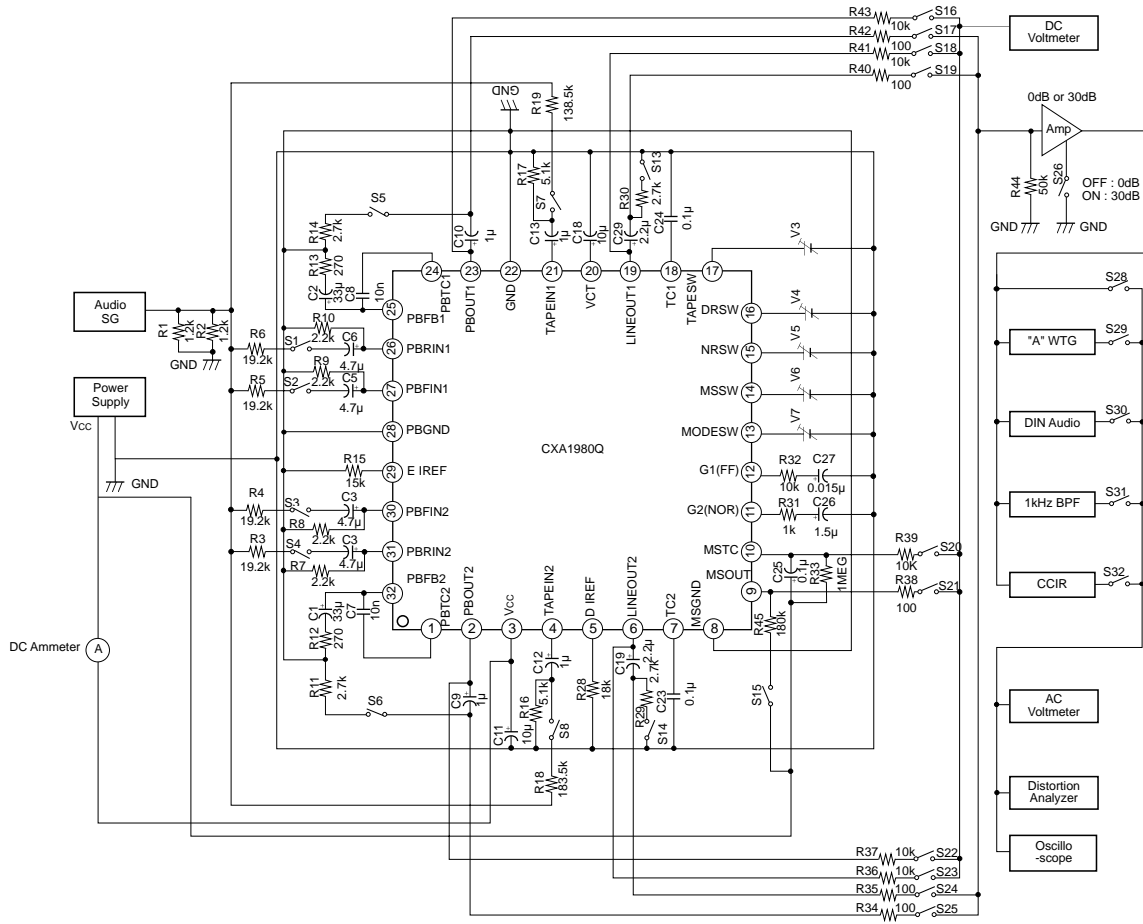 R43
10k
S16
R42
100
S17
R41
10k
S18
R40
100
S19
DC
Voltmeter
0dB or 30dB
Amp
S26
R44
50k
OFF : 0dB
ON : 30dB
GND
GND
GND
R19
138.5k
R17
5.1k
S7
S13
R30
2.7k
C10
1µ
C13
1µ
C18
10µ
C29
2.2µ
C24
0.1µ
V3
S5
R14
2.7k
R13
270
C2
33µ
C8
10n
24
23
22
21
20
19
18
17
PBTC1
PBOUT1
GND
TAPEIN1
VCT
LINEOUT1
TC1
TAPESW
Audio
SG
R1
1.2k
R2
1.2k
GND
Power
Supply
Vcc
GND
25
PBFB1
R10
2.2k
R6
19.2k
S1
C6
4.7µ
26
PBRIN1
R9
2.2k
R5
19.2k
S2
C5
4.7µ
27
PBFIN1
28
PBGND
R15
15k
29
E IREF
R4
19.2k
S3
C3
4.7µ
30
PBFIN2
R8
2.2k
R3
19.2k
S4
C3
4.7µ
31
PBRIN2
R7
2.2k
32
PBFB2
CXA1980Q
DRSW
16
V4
NRSW
15
V5
MSSW
14
V6
MODESW
13
V7
G1(FF)
12
R32
10k
C27
0.015µ
G2(NOR)
11
R31
1k
C26
1.5µ
MSTC
10
R39
10K
S20
MSOUT
9
R38
100
S21
C25
0.1µ
R33
1MEG
R45
180k
S15
PBTC2
PBOUT2
Vcc
TAPEIN2
D IREF
LINEOUT2
TC2
MSGND
1
2
3
4
5
6
7
8
C1
33µ
C7
10n
R12
270
R11
2.7k
S6
C9
1µ
C11
10µ
C12
1µ
R16
5.1k
S8
R18
183.5k
R28
18k
C19
2.2µ
R29
2.7k
S14
C23
0.1µ
DC Ammeter
A
S28
"A" WTG
S29
DIN Audio
S30
1kHz BPF
S31
CCIR
S32
AC
Voltmeter
Distortion
Analyzer
Oscillo
-scope
R37
10k
S22
R36
10k
S23
R35
100
S24
R34
100
S25